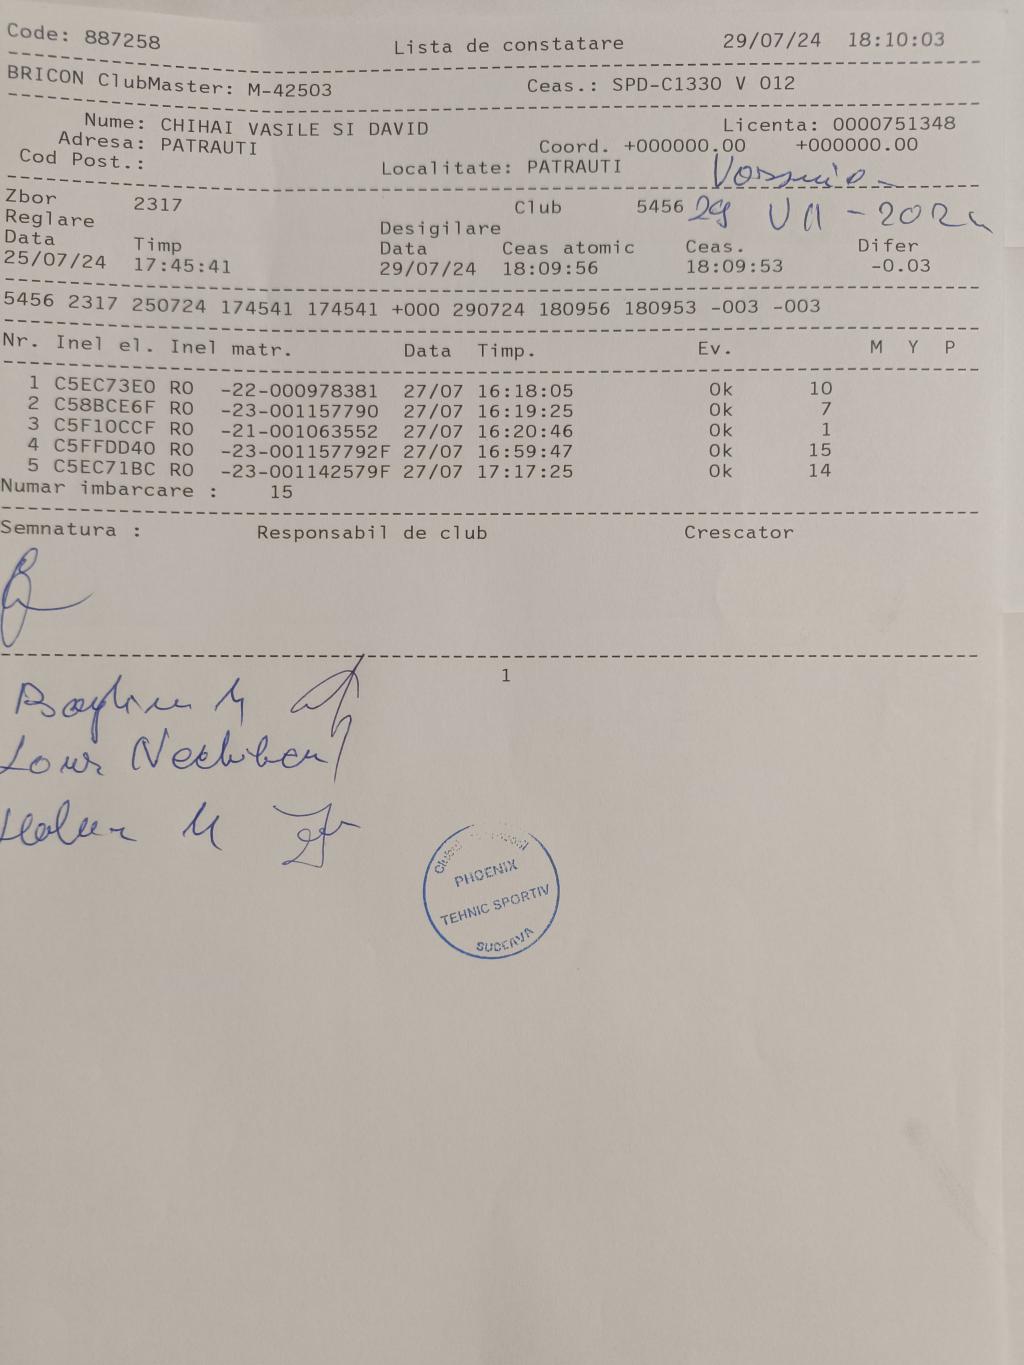 Code: 887258 Lista de constatare 29/07/24 18:10:03
BRICON ClubMaster: M-42503 Ceas.: SPD-C1330 V 012
Nume: CHIHAI VASILE SI DAVID Licenta: 0000751348
Adresa: PATRAUTI Coord. +000000.00 +000000.00
Cod Post.: Localitate: PATRAUTI
Zbor 2317 Club 5456 29 VII - 2024
Reglare Desigilare
Data Timp Data Ceas atomic Ceas. Difer
25/07/24 17:45:41 29/07/24 18:09:56 18:09:53 -0.03
5456 2317 250724 174541 174541 +000 290724 180956 180953 -003 -003
Nr. Inel el. Inel matr. Data Timp. Ev. M Y P
1 C5EC73E0 RO -22-000978381 27/07 16:18:05 Ok 10
2 C58BCE6F RO -23-001157790 27/07 16:19:25 Ok 7
3 C5F10CCF RO -21-001063552 27/07 16:20:46 Ok 1
4 C5FFDD40 RO -23-001157792F 27/07 16:59:47 Ok 15
5 C5EC71BC RO -23-001142579F 27/07 17:17:25 Ok 14
Numar imbarcare : 15
Semnatura : Responsabil de club Crescator
1
PHOENIX
TEHNIC SPORTIV
SUCEAVA